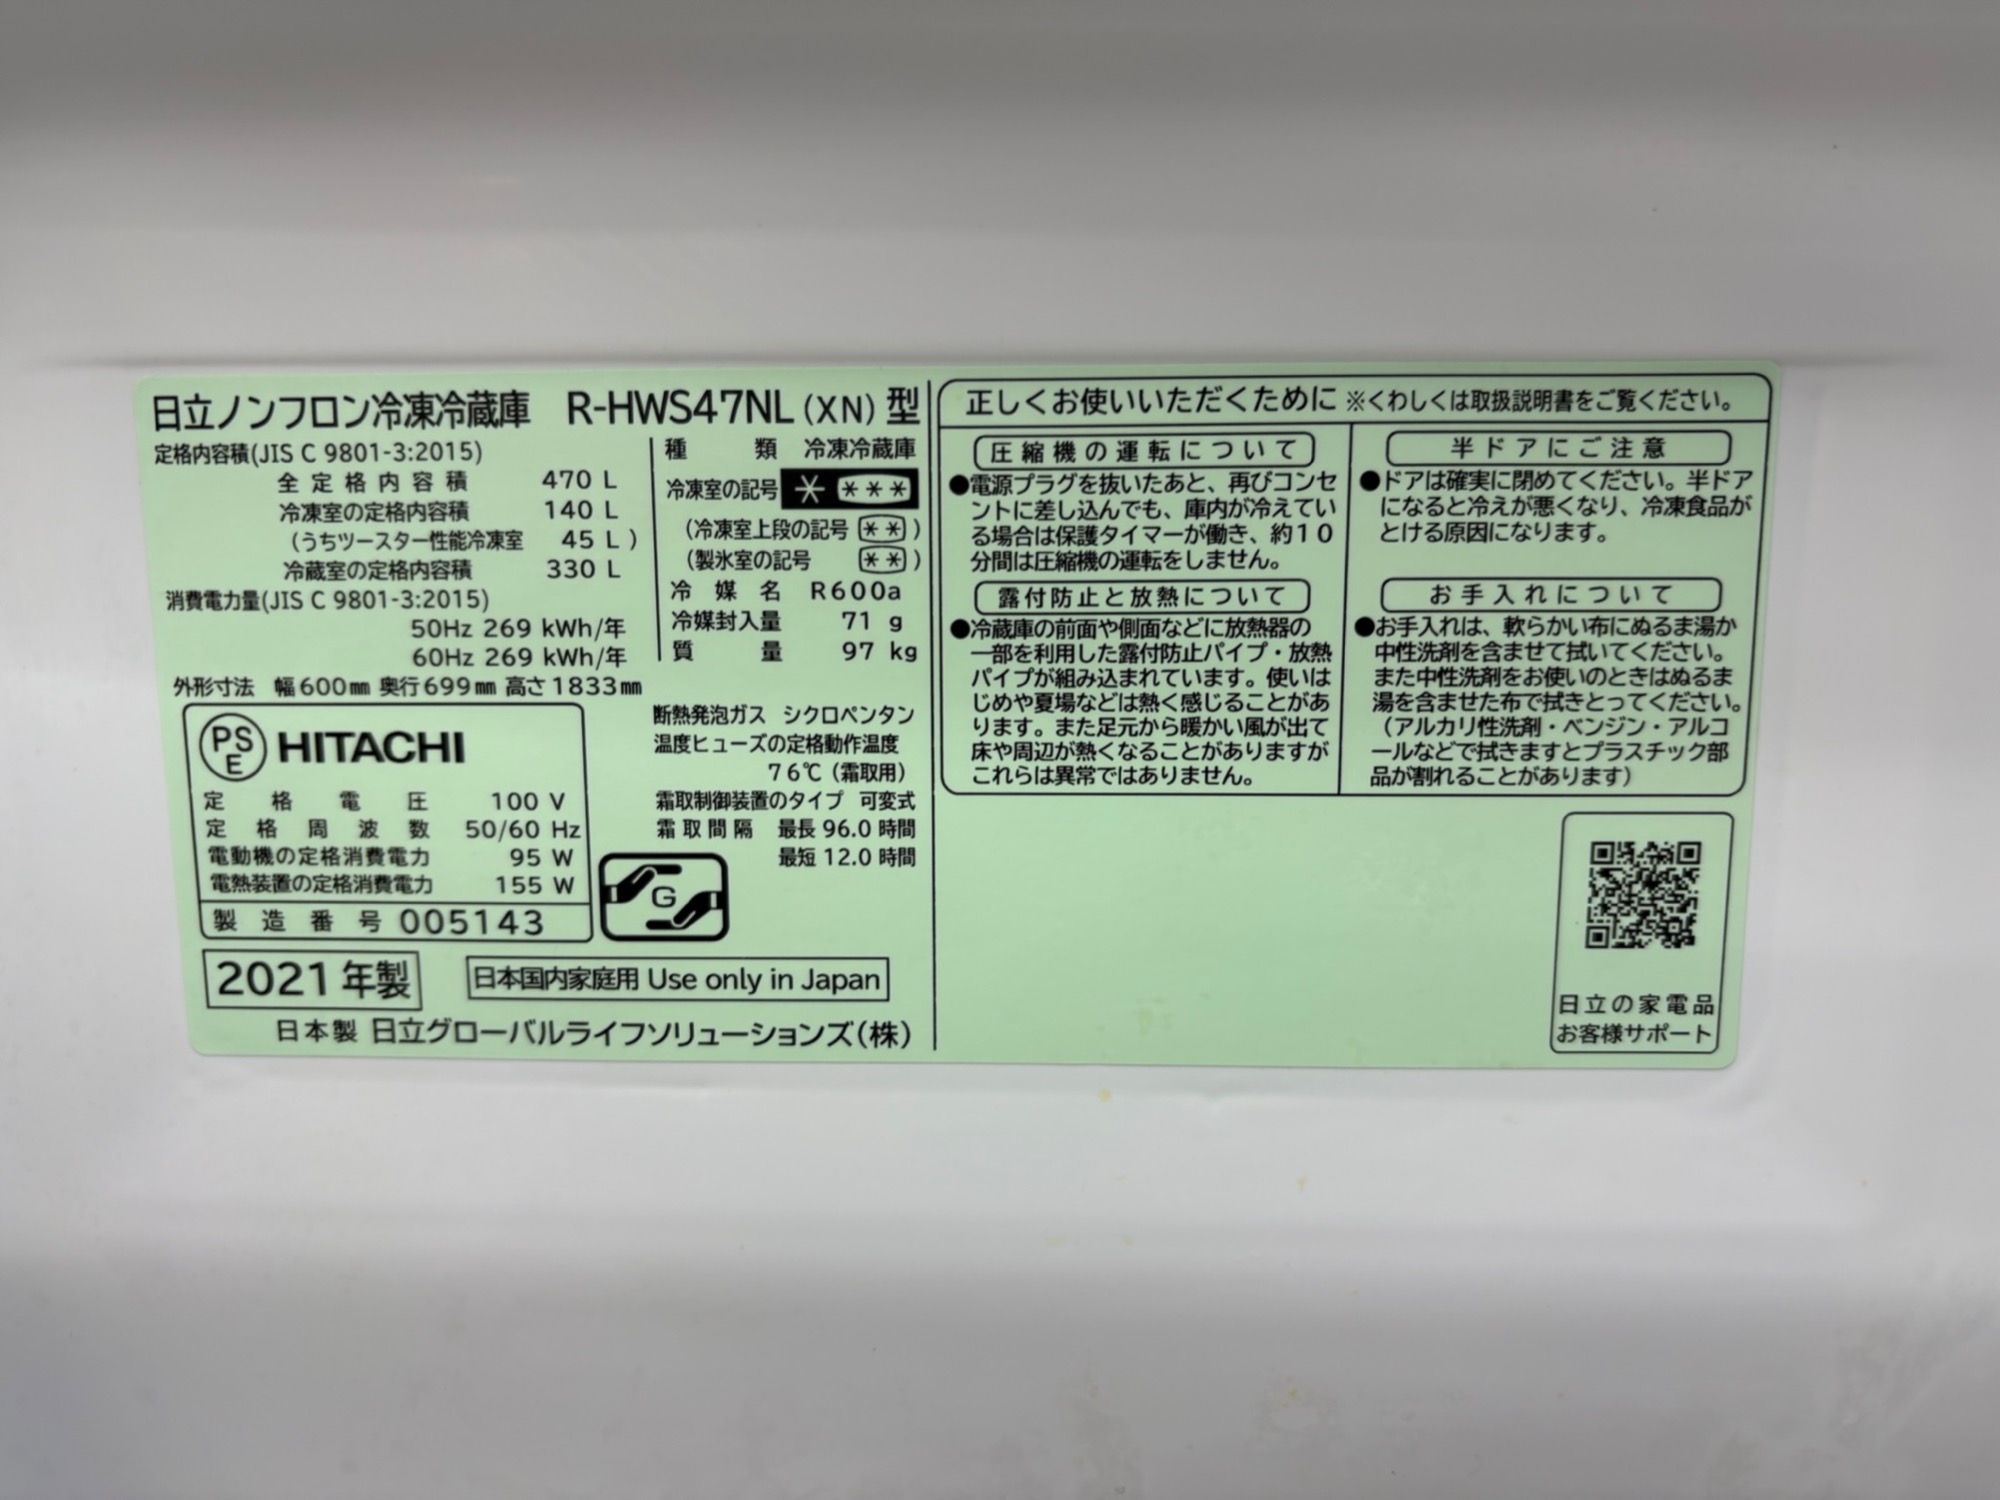 日立ノンフロン冷凍冷蔵庫 R-HWS47NL (XN) 型
定格内容積(JIS C 9801-3:2015)
全定格内容積 470 L
冷凍室の定格内容積 140 L
(うちツースター性能冷凍室 45 L)
冷蔵室の定格内容積 330 L
消費電力量(JIS C 9801-3:2015)
50Hz 269 kWh/年
60Hz 269 kWh/年
外形寸法 幅600mm 奥行699mm 高さ1833mm
種類 冷凍冷蔵庫
冷凍室の記号 * ***
(冷凍室上段の記号 **)
(製氷室の記号 **)
冷媒名 R600a
冷媒封入量 71 g
質量 97 kg
PSE HITACHI
定格電圧 100 V
定格周波数 50/60 Hz
電動機の定格消費電力 95 W
電熱装置の定格消費電力 155 W
製造番号 005143
断熱発泡ガス シクロペンタン
温度ヒューズの定格動作温度
76℃(霜取用)
霜取制御装置のタイプ 可変式
霜取間隔 最長 96.0 時間
最短 12.0 時間
G
2021 年製
日本国内家庭用 Use only in Japan
日本製 日立グローバルライフソリューションズ(株)
正しくお使いいただくために ※くわしくは取扱説明書をご覧ください。
圧縮機の運転について
●電源プラグを抜いたあと、再びコンセ
ントに差し込んでも、庫内が冷えてい
る場合は保護タイマーが働き、約10
分間は圧縮機の運転をしません。
露付防止と放熱について
●冷蔵庫の前面や側面などに放熱器の
一部を利用した露付防止パイプ・放熱
パイプが組み込まれています。使いは
じめや夏場などは熱く感じることがあ
ります。また足元から暖かい風が出て
床や周辺が熱くなることがありますが
これらは異常ではありません。
半ドアにご注意
●ドアは確実に閉めてください。半ドア
になると冷えが悪くなり、冷凍食品が
とける原因になります。
お手入れについて
●お手入れは、軟らかい布にぬるま湯か
中性洗剤を含ませて拭いてください。
また中性洗剤をお使いのときはぬるま
湯を含ませた布で拭きとってください。
(アルカリ性洗剤・ベンジン・アルコ
ールなどで拭きますとプラスチック部
品が割れることがあります)
日立の家電品
お客様サポート